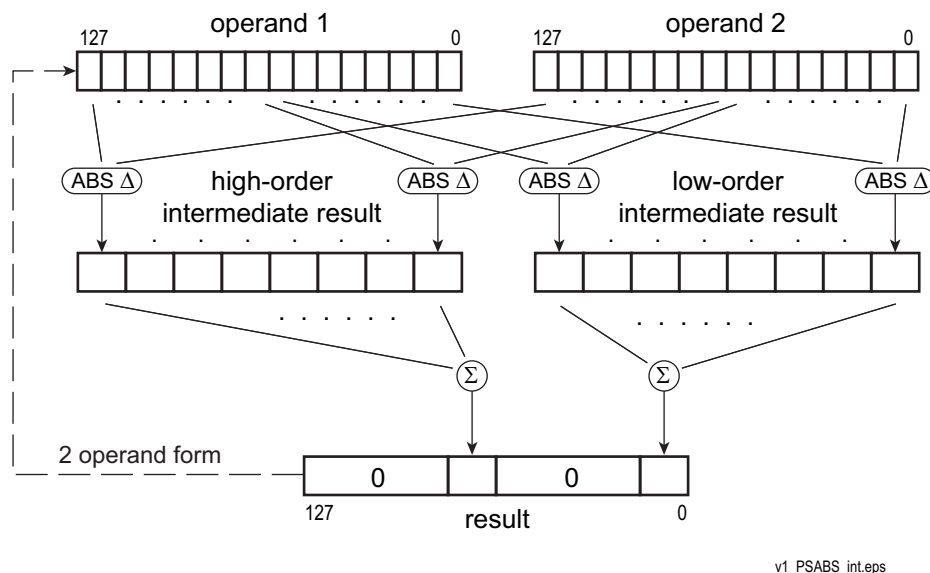 operand 1
operand 2
127
0
127
0
. . . . . . . . . . . .
. . . . . . . . . . . .
ABS Δ
high-order
intermediate result
ABS Δ
ABS Δ
low-order
intermediate result
ABS Δ
. . . . . .
. . . . . .
. . . . . .
. . . . . .
Σ
Σ
2 operand form
0
0
127
result
0
v1_PSABS_int.eps